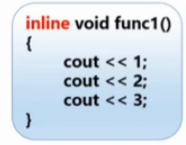 inline void func1()
{
cout << 1;
cout << 2;
cout << 3;
}